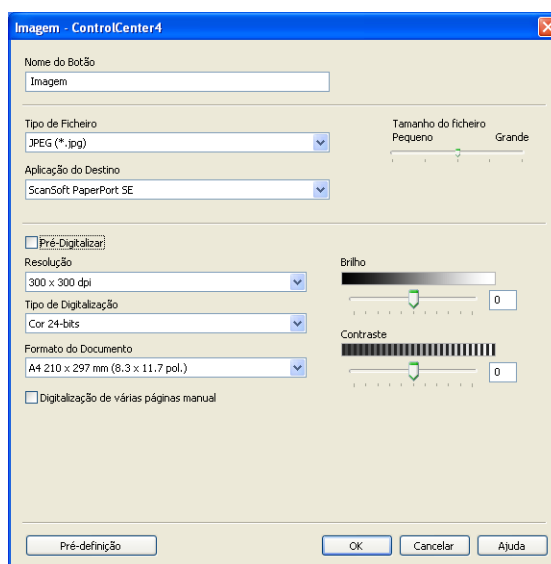 Imagem - ControlCenter4
Nome do Botão
Imagem
Tipo de Ficheiro
JPEG (*.jpg)
Tamanho do ficheiro
Pequeno Grande
Aplicação do Destino
ScanSoft PaperPort SE
Pré-Digitalizar
Resolução
300 x 300 dpi
Brilho
0
Tipo de Digitalização
Cor 24-bits
Contraste
0
Formato do Documento
A4 210 x 297 mm (8.3 x 11.7 pol.)
Digitalização de várias páginas manual
Pré-definição OK Cancelar Ajuda